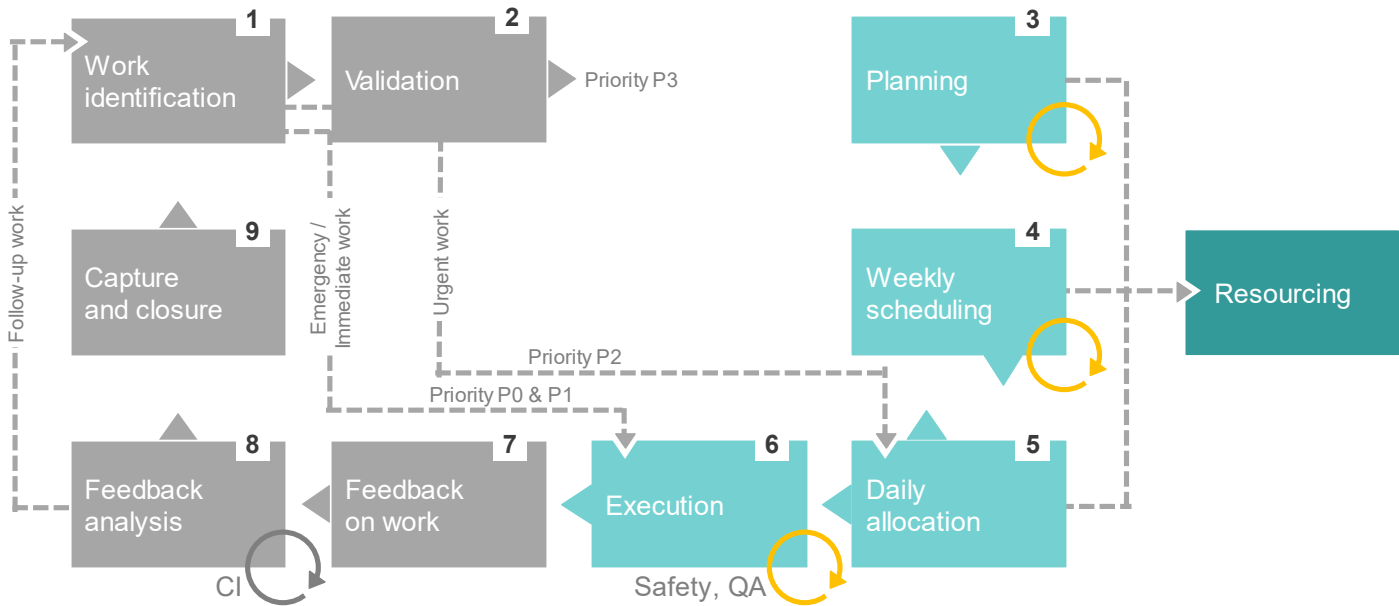 1
Work
identification
2
Validation
Priority P3
3
Planning
Follow-up work
9
Capture
and closure
Emergency /
Immediate work
Urgent work
4
Weekly
scheduling
Resourcing
Priority P2
Priority P0 & P1
8
Feedback
analysis
CI
7
Feedback
on work
6
Execution
Safety, QA
5
Daily
allocation